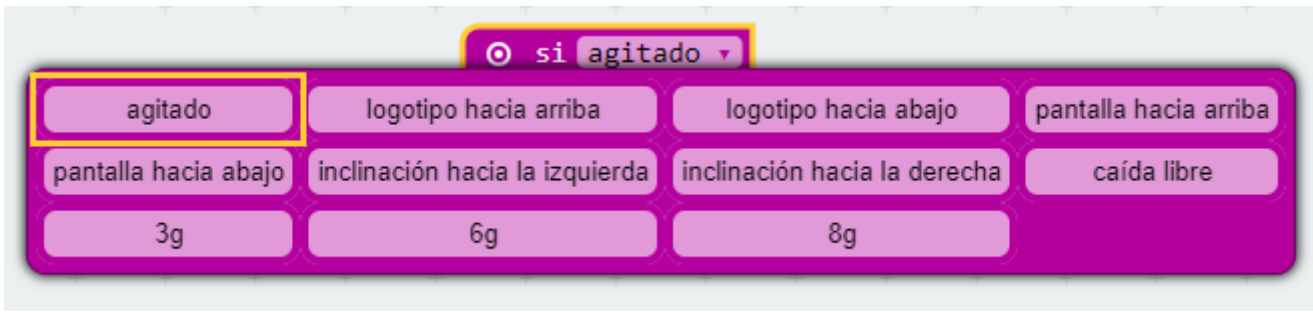 si agitado
agitado logotipo hacia arriba logotipo hacia abajo pantalla hacia arriba
pantalla hacia abajo inclinación hacia la izquierda inclinación hacia la derecha caída libre
3g 6g 8g